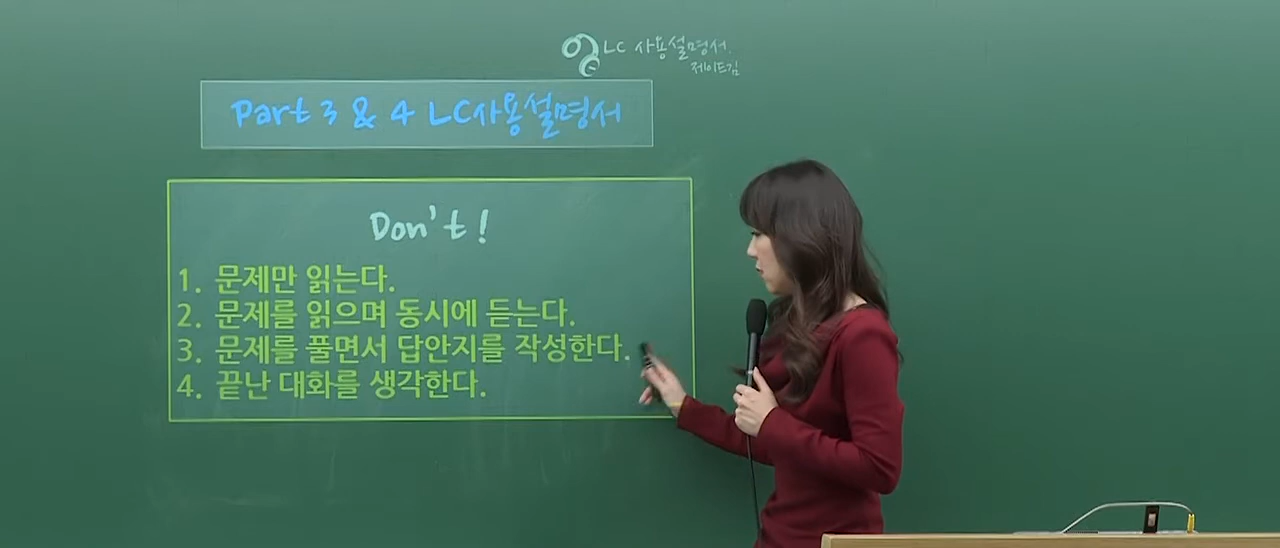 LC 사용설명서.
제이드김
Part 3 & 4 LC사용설명서
Don't!
1. 문제만 읽는다.
2. 문제를 읽으며 동시에 듣는다.
3. 문제를 풀면서 답안지를 작성한다.
4. 끝난 대화를 생각한다.